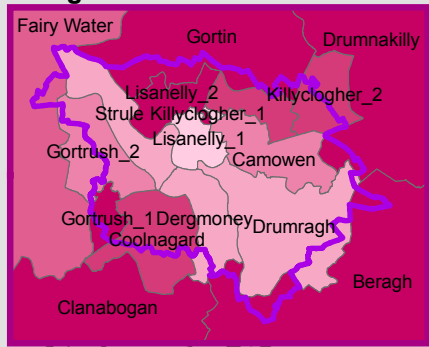 Fairy Water
Gortin
Drumnakilly
Lisanelly_2
Killyclogher_2
Strule Killyclogher_1
Lisanelly_1
Gortrush_2
Camowen
Gortrush_1 Dergmoney
Drumragh
Coolnagard
Beragh
Clanabogan